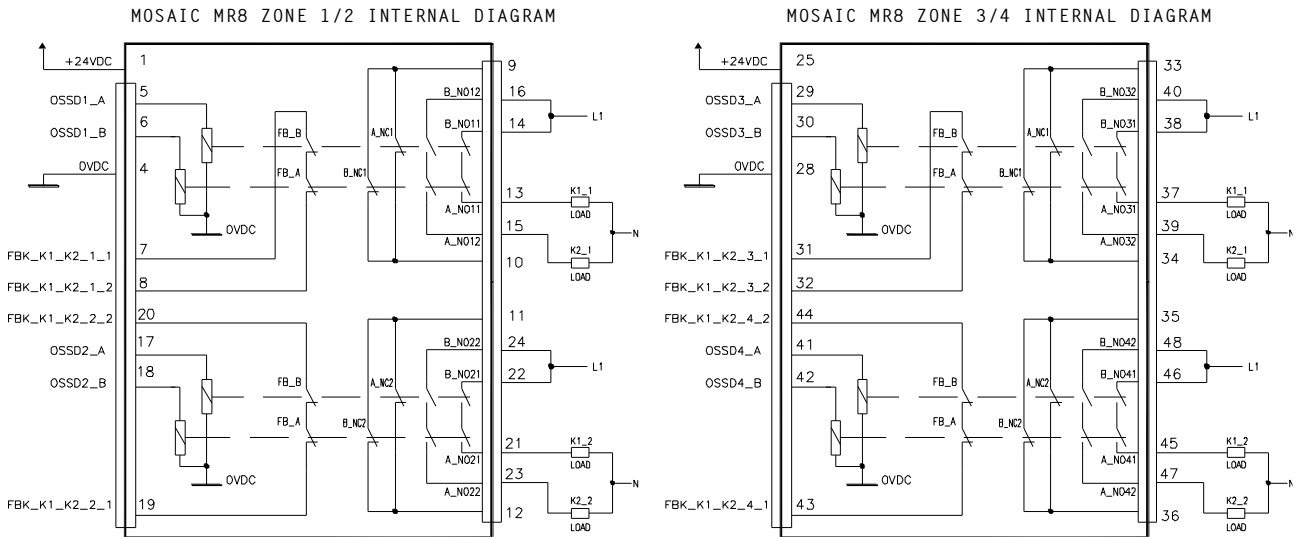 MOSAIC MR8 ZONE 1/2 INTERNAL DIAGRAM
+24VDC
1
9
5
OSSD1_A
B_NO12
16
6
OSSD1_B
L1
B_NO11
14
FB_B
A_NC1
0VDC
4
FB_A
B_NC1
13
K1_1
LOAD
A_NO11
15
N
0VDC
A_NO12
K2_1
LOAD
FBK_K1_K2_1_1
7
10
FBK_K1_K2_1_2
8
FBK_K1_K2_2_2
20
11
OSSD2_A
17
B_NO22
24
L1
OSSD2_B
18
B_NO21
22
FB_B
A_NC2
FB_A
B_NC2
21
K1_2
LOAD
A_NO21
23
N
0VDC
A_NO22
K2_2
LOAD
FBK_K1_K2_2_1
19
12
MOSAIC MR8 ZONE 3/4 INTERNAL DIAGRAM
+24VDC
25
33
29
OSSD3_A
B_NO32
40
30
OSSD3_B
L1
B_NO31
38
FB_B
A_NC1
0VDC
28
FB_A
B_NC1
37
K1_1
LOAD
A_NO31
39
N
0VDC
A_NO32
K2_1
LOAD
FBK_K1_K2_3_1
31
34
FBK_K1_K2_3_2
32
FBK_K1_K2_4_2
44
35
OSSD4_A
41
B_NO42
48
L1
OSSD4_B
42
B_NO41
46
FB_B
A_NC2
FB_A
B_NC2
45
K1_2
LOAD
A_NO41
47
N
0VDC
A_NO42
K2_2
LOAD
FBK_K1_K2_4_1
43
36